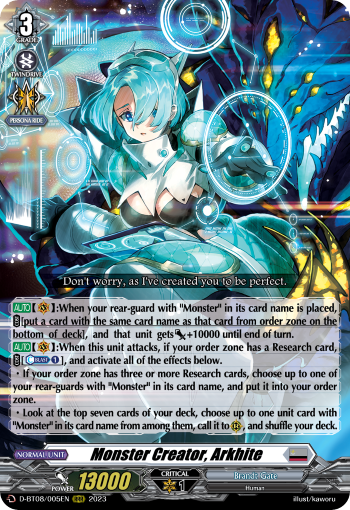 3
GRADE
TWINDRIVE
PERSONA RIDE
Don't worry, as I've created you to be perfect.
AUTO【 】:When your rear-guard with "Monster" in its card name is placed,
[put a card with the same card name as that card from order zone on the
bottom of deck], and that unit gets +10000 until end of turn.
AUTO【 】:When this unit attacks, if your order zone has a Research card,
[BLAST 1], and activate all of the effects below.
・If your order zone has three or more Research cards, choose up to one of
your rear-guards with "Monster" in its card name, and put it into your order
zone.
・Look at the top seven cards of your deck, choose up to one unit card with
"Monster" in its card name from among them, call it to , and shuffle your deck.
NORMAL UNIT
Monster Creator, Arkhite
POWER 13000
CRITICAL
1
Brandt Gate
Human
D-BT08/005EN RRR 2023
illust/kaworu